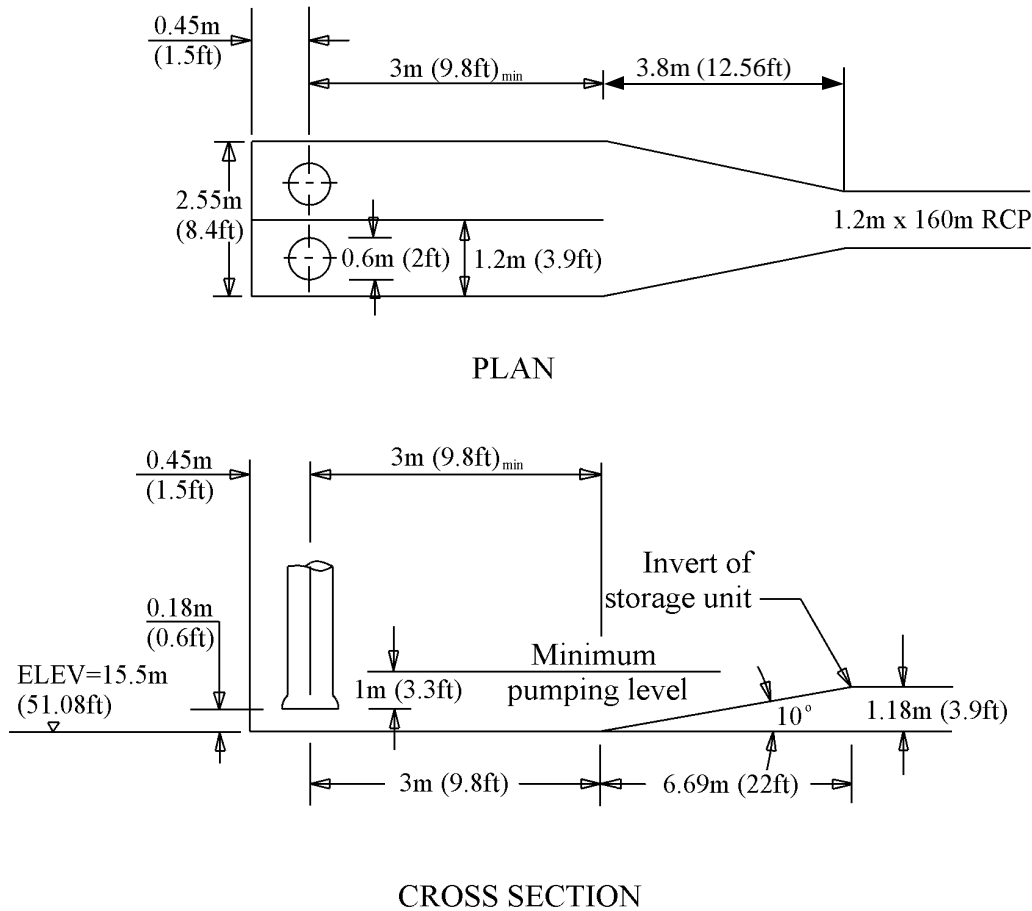 0.45m
(1.5ft)
3m (9.8ft)min
3.8m (12.56ft)
2.55m
(8.4ft)
0.6m (2ft)
1.2m (3.9ft)
1.2m x 160m RCP
PLAN
0.45m
(1.5ft)
3m (9.8ft)min
Invert of
storage unit
0.18m
(0.6ft)
ELEV=15.5m
(51.08ft)
1m (3.3ft)
Minimum
pumping level
10°
1.18m (3.9ft)
3m (9.8ft)
6.69m (22ft)
CROSS SECTION